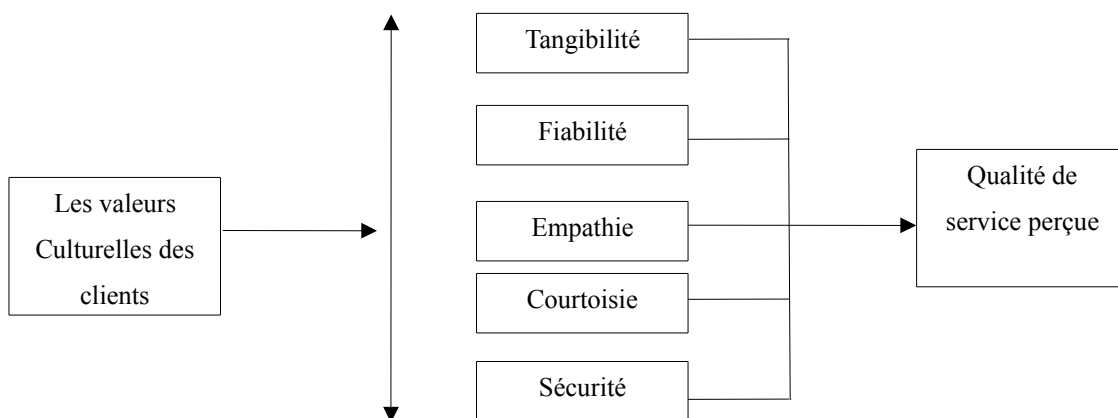 Tangibilité
Fiabilité
Les valeurs
Culturelles des
clients
Empathie
Courtoisie
Sécurité
Qualité de
service perçue